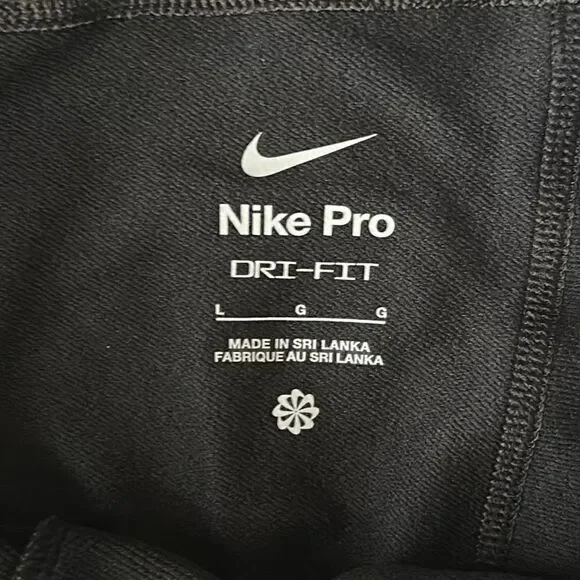 Nike Pro
DRI-FIT
L G G
MADE IN SRI LANKA
FABRIQUE AU SRI LANKA